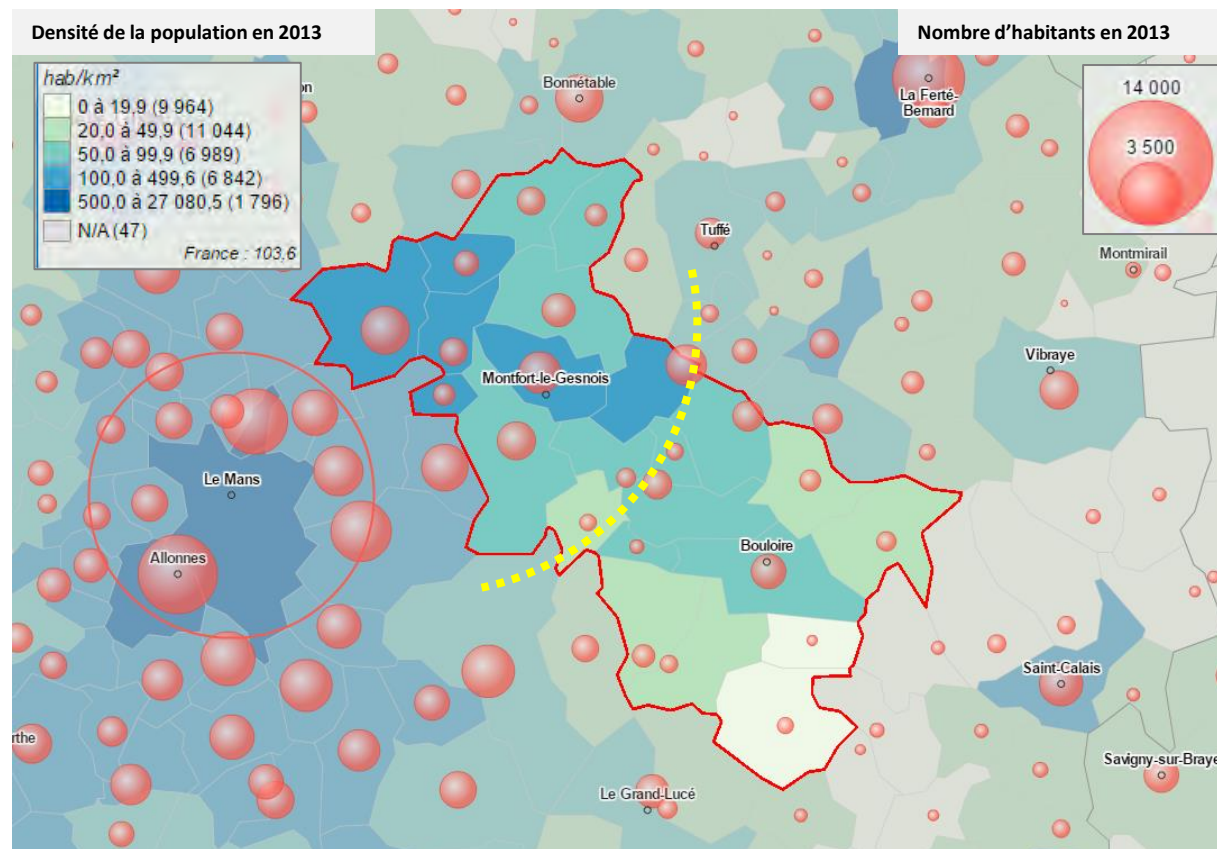 Densité de la population en 2013
Nombre d'habitants en 2013
hab/km²
0 à 19,9 (9 964)
20,0 à 49,9 (11 044)
50,0 à 99,9 (6 989)
100,0 à 499,6 (6 842)
500,0 à 27 080,5 (1 796)
N/A (47)
France : 103,6
14 000
3 500
on
Bonnétable
La Ferté-
Bernard
Tuffé
Montmirail
Vibraye
Montfort-le-Gesnois
Le Mans
Allonnes
Bouloire
Saint-Calais
rthe
Le Grand-Lucé
Savigny-sur-Braye